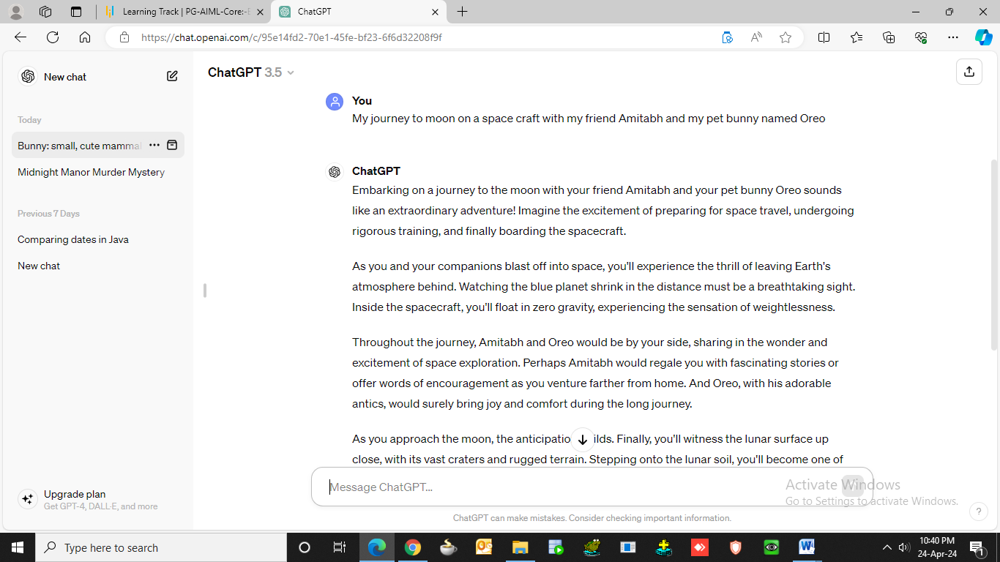 Learning Track | PG-AIML-Core:-
ChatGPT
https://chat.openai.com/c/95e14fd2-70e1-45fe-bf23-6f6d32208f9f
New chat
Today
Bunny: small, cute mamma
Midnight Manor Murder Mystery
Previous 7 Days
Comparing dates in Java
New chat
Upgrade plan
Get GPT-4, DALL·E, and more
ChatGPT 3.5
You
My journey to moon on a space craft with my friend Amitabh and my pet bunny named Oreo
ChatGPT
Embarking on a journey to the moon with your friend Amitabh and your pet bunny Oreo sounds
like an extraordinary adventure! Imagine the excitement of preparing for space travel, undergoing
rigorous training, and finally boarding the spacecraft.
As you and your companions blast off into space, you'll experience the thrill of leaving Earth's
atmosphere behind. Watching the blue planet shrink in the distance must be a breathtaking sight.
Inside the spacecraft, you'll float in zero gravity, experiencing the sensation of weightlessness.
Throughout the journey, Amitabh and Oreo would be by your side, sharing in the wonder and
excitement of space exploration. Perhaps Amitabh would regale you with fascinating stories or
offer words of encouragement as you venture farther from home. And Oreo, with his adorable
antics, would surely bring joy and comfort during the long journey.
As you approach the moon, the anticipatio ilds. Finally, you'll witness the lunar surface up
close, with its vast craters and rugged terrain. Stepping onto the lunar soil, you'll become one of
Message ChatGPT...
Activate Windows
Go to Settings to activate Windows.
ChatGPT can make mistakes. Consider checking important information.
?
Type here to search
10:40 PM
24-Apr-24
1